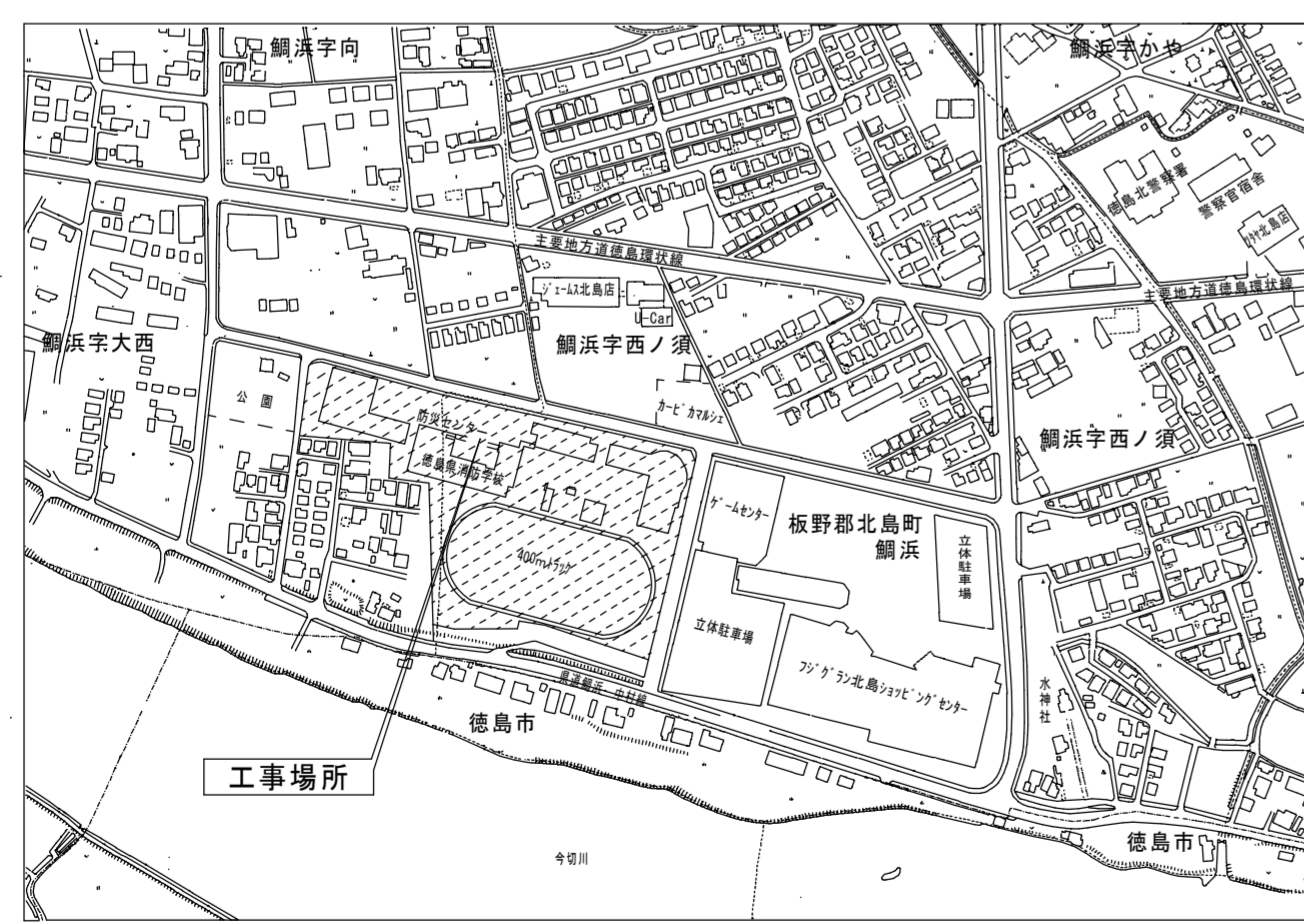 鯛浜字向
鯛浜字かや
徳島北警察署
警察官宿舎
主要地方道徳島環状線
主要地方道徳島環状線
ジェームス北島店
U-Car
鯛浜字大西
鯛浜字西ノ須
公園
カービカマルシェ
防災センター
徳島県消防学校
鯛浜字西ノ須
ゲームセンター
板野郡北島町
鯛浜
立体駐車場
400mトラック
立体駐車場
フジグラン北島ショッピングセンター
県道鯛浜・中村線
水神社
徳島市
工事場所
徳島市
今切川